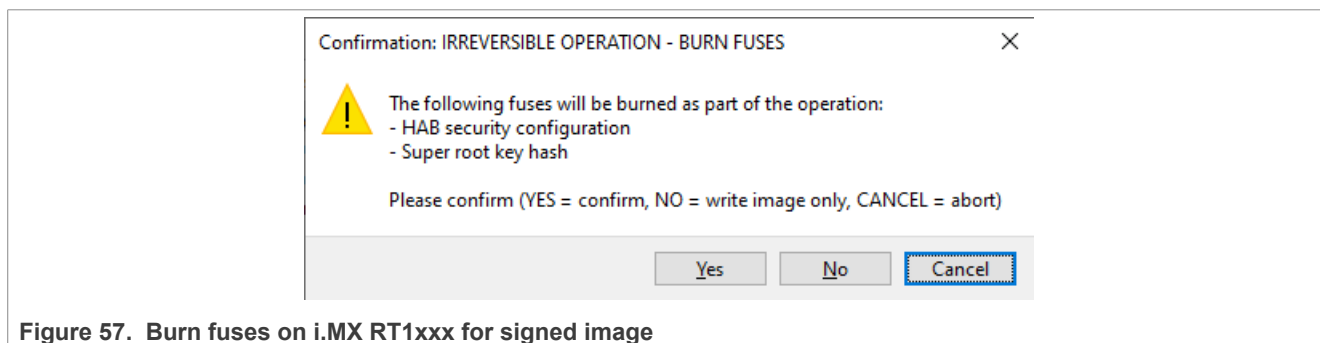 Confirmation: IRREVERSIBLE OPERATION - BURN FUSES
The following fuses will be burned as part of the operation:
- HAB security configuration
- Super root key hash
Please confirm (YES = confirm, NO = write image only, CANCEL = abort)
Yes No Cancel
Figure 57. Burn fuses on i.MX RT1xxx for signed image